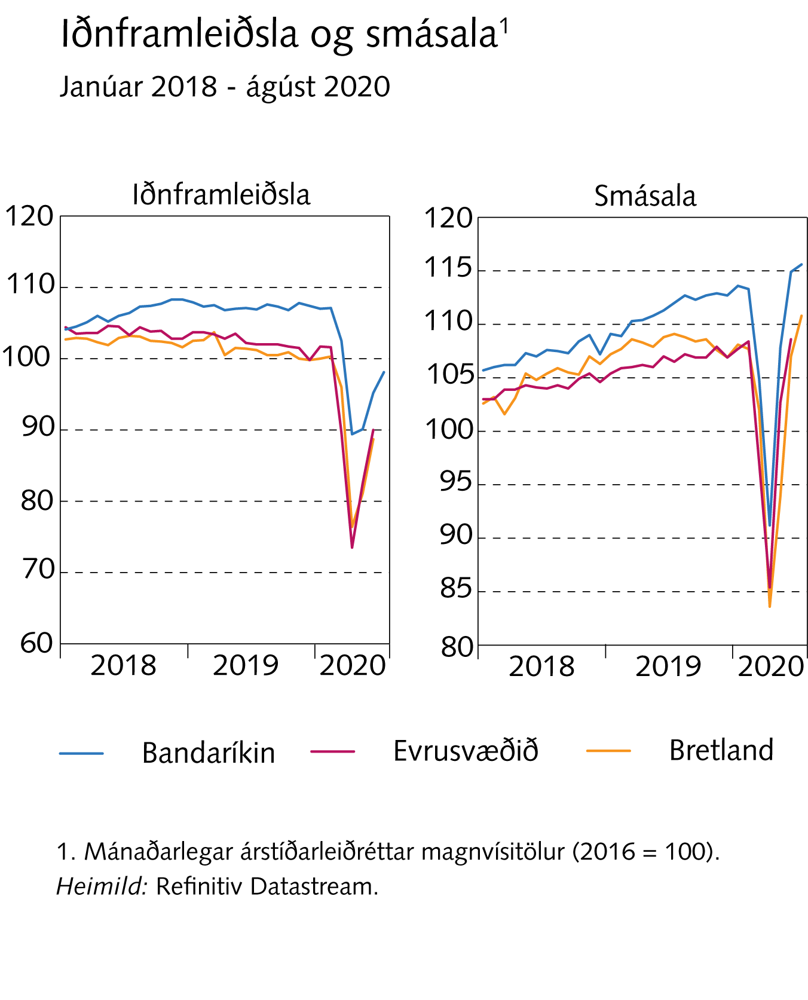 Iðnframleiðsla og smásala¹
Janúar 2018 - ágúst 2020
Iðnframleiðsla
120
110
100
90
80
70
60
2018 2019 2020
Smásala
120
115
110
105
100
95
90
85
80
2018 2019 2020
Bandaríkin Evrusvæðið Bretland
1. Mánaðarlegar árstíðarleiðréttar magnvísitölur (2016 = 100).
Heimild: Refinitiv Datastream.